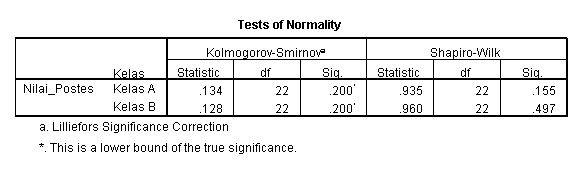 Tests of Normality
Kolmogorov-Smirnovᵃ Shapiro-Wilk
Kelas Statistic df Sig. Statistic df Sig.
Nilai_Postes Kelas A .134 22 .200* .935 22 .155
Kelas B .128 22 .200* .960 22 .497
a. Lilliefors Significance Correction
*. This is a lower bound of the true significance.